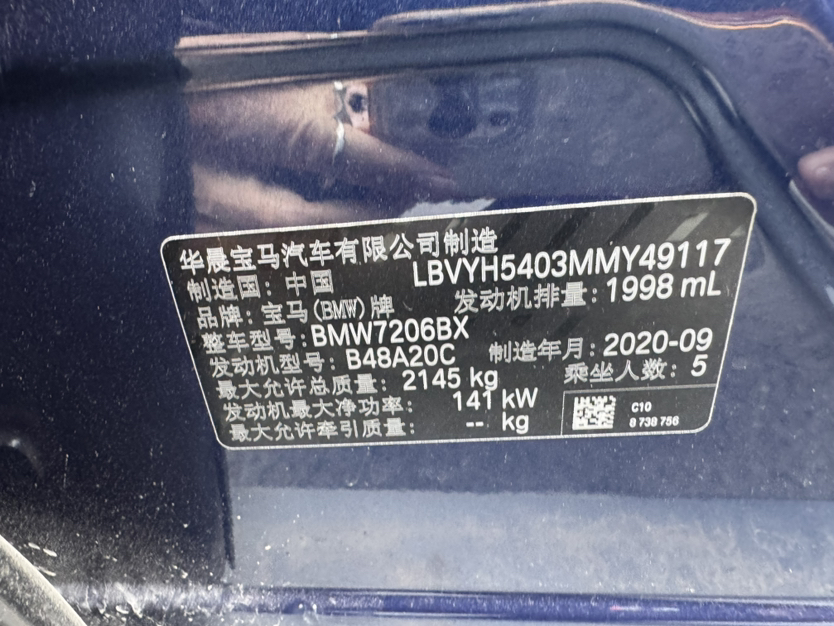 华晨宝马汽车有限公司制造
制造国：中国 LBVYH5403MMY49117
品牌：宝马(BMW)牌 发动机排量：1998 mL
整车型号：BMW7206BX
发动机型号：B48A20C 制造年月：2020-09
最大允许总质量：2145 kg 乘坐人数：5
发动机最大净功率：141 kW
最大允许牵引质量：-- kg
C10
8 738 756